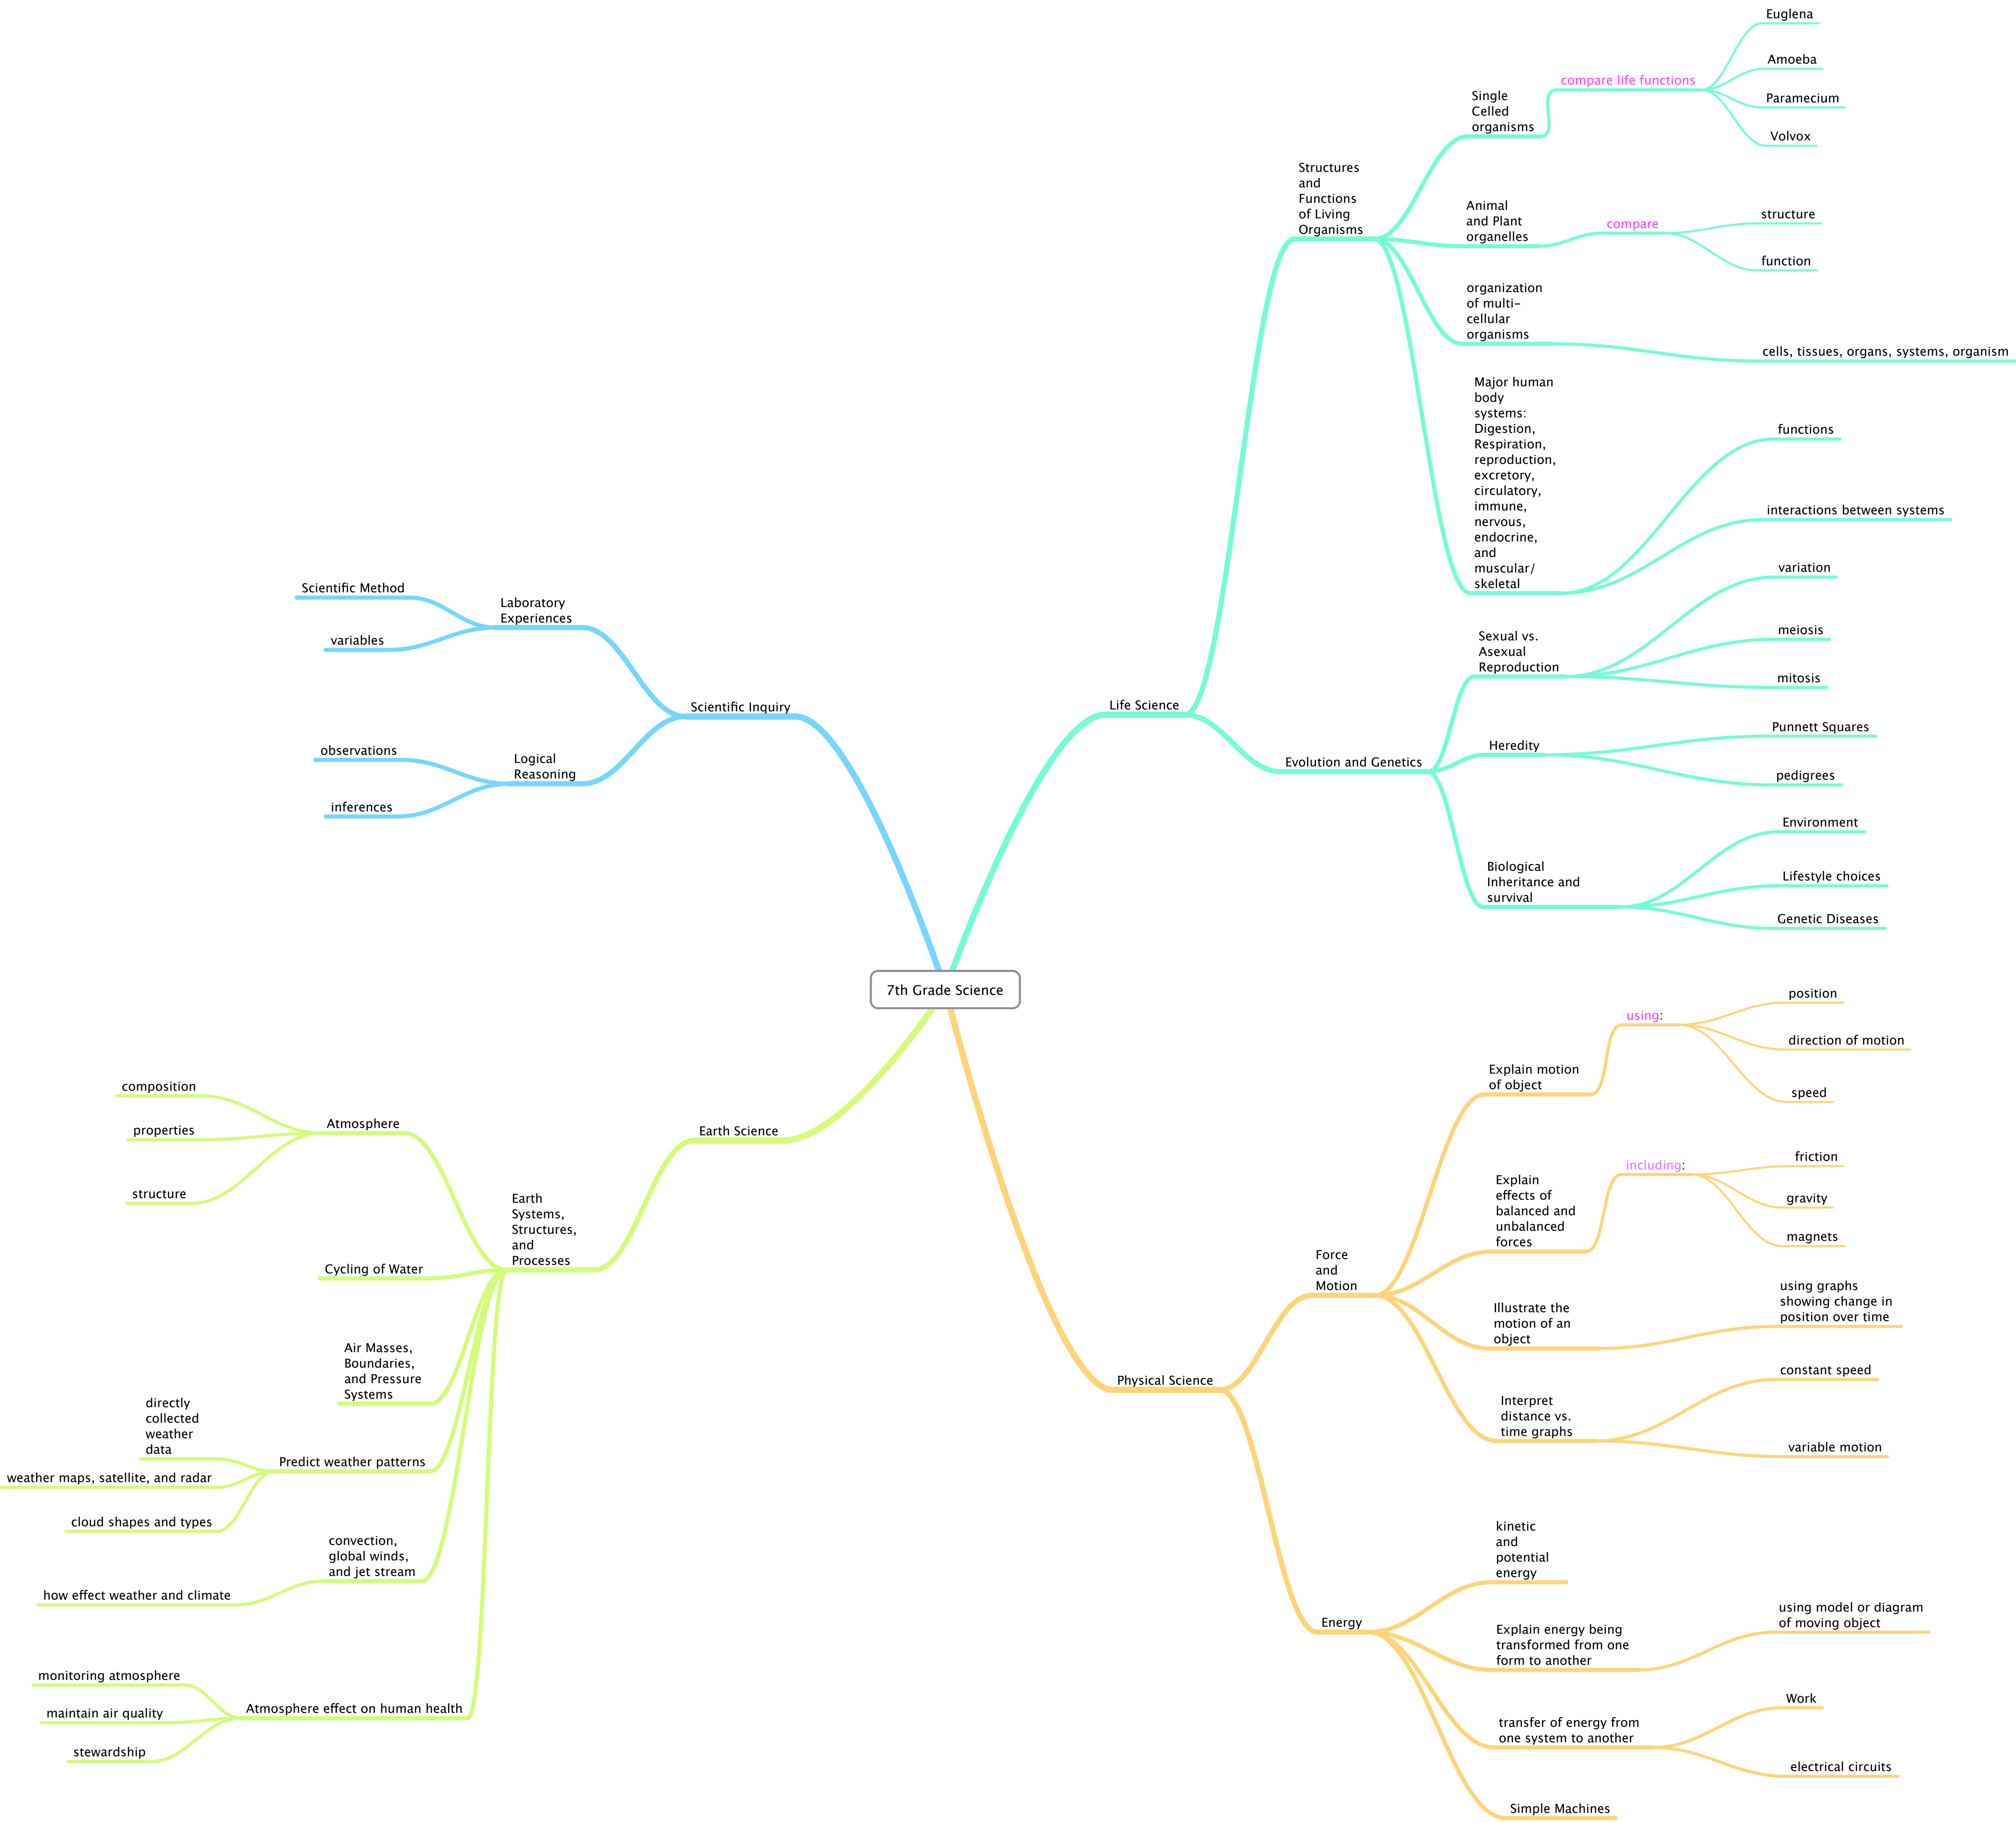 7th Grade Science
Scientific Inquiry
Laboratory
Experiences
Scientific Method
variables
Logical
Reasoning
observations
inferences
Life Science
Structures
and
Functions
of Living
Organisms
Single
Celled
organisms
compare life functions
Euglena
Amoeba
Paramecium
Volvox
Animal
and Plant
organelles
compare
structure
function
organization
of multi-
cellular
organisms
cells, tissues, organs, systems, organism
Major human
body
systems:
Digestion,
Respiration,
reproduction,
excretory,
circulatory,
immune,
nervous,
endocrine,
and
muscular/
skeletal
functions
interactions between systems
Evolution and Genetics
Sexual vs.
Asexual
Reproduction
variation
meiosis
mitosis
Heredity
Punnett Squares
pedigrees
Biological
Inheritance and
survival
Environment
Lifestyle choices
Genetic Diseases
Earth Science
Earth
Systems,
Structures,
and
Processes
Atmosphere
composition
properties
structure
Cycling of Water
Air Masses,
Boundaries,
and Pressure
Systems
Predict weather patterns
directly
collected
weather
data
weather maps, satellite, and radar
cloud shapes and types
convection,
global winds,
and jet stream
how effect weather and climate
Atmosphere effect on human health
monitoring atmosphere
maintain air quality
stewardship
Physical Science
Force
and
Motion
Explain motion
of object
using:
position
direction of motion
speed
Explain
effects of
balanced and
unbalanced
forces
including:
friction
gravity
magnets
Illustrate the
motion of an
object
using graphs
showing change in
position over time
Interpret
distance vs.
time graphs
constant speed
variable motion
Energy
kinetic
and
potential
energy
Explain energy being
transformed from one
form to another
using model or diagram
of moving object
transfer of energy from
one system to another
Work
electrical circuits
Simple Machines